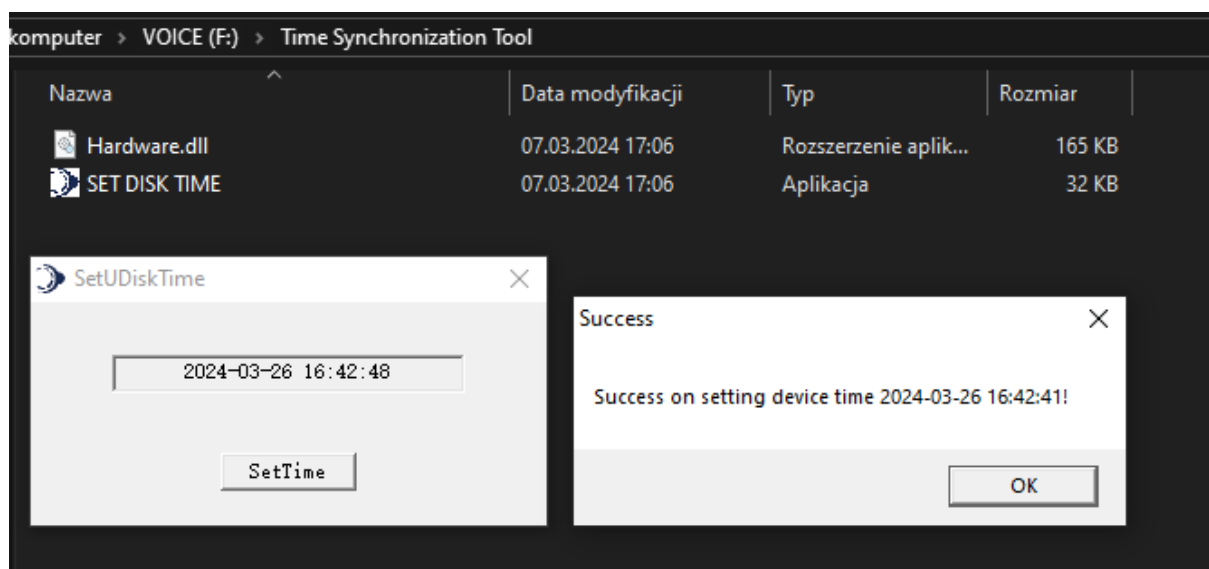 komputer > VOICE (F:) > Time Synchronization Tool
Nazwa Data modyfikacji Typ Rozmiar
Hardware.dll 07.03.2024 17:06 Rozszerzenie aplik... 165 KB
SET DISK TIME 07.03.2024 17:06 Aplikacja 32 KB
SetUDiskTime
2024-03-26 16:42:48
SetTime
Success
Success on setting device time 2024-03-26 16:42:41!
OK